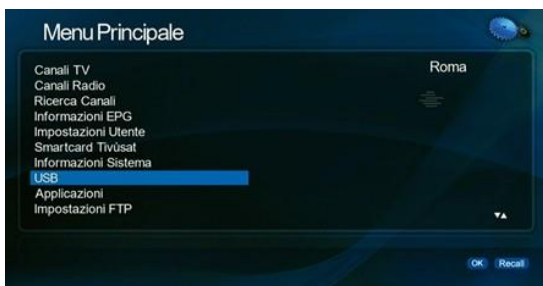 Menu Principale
Canali TV
Canali Radio
Ricerca Canali
Informazioni EPG
Impostazioni Utente
Smartcard Tivùsat
Informazioni Sistema
USB
Applicazioni
Impostazioni FTP
Roma
OK Recall